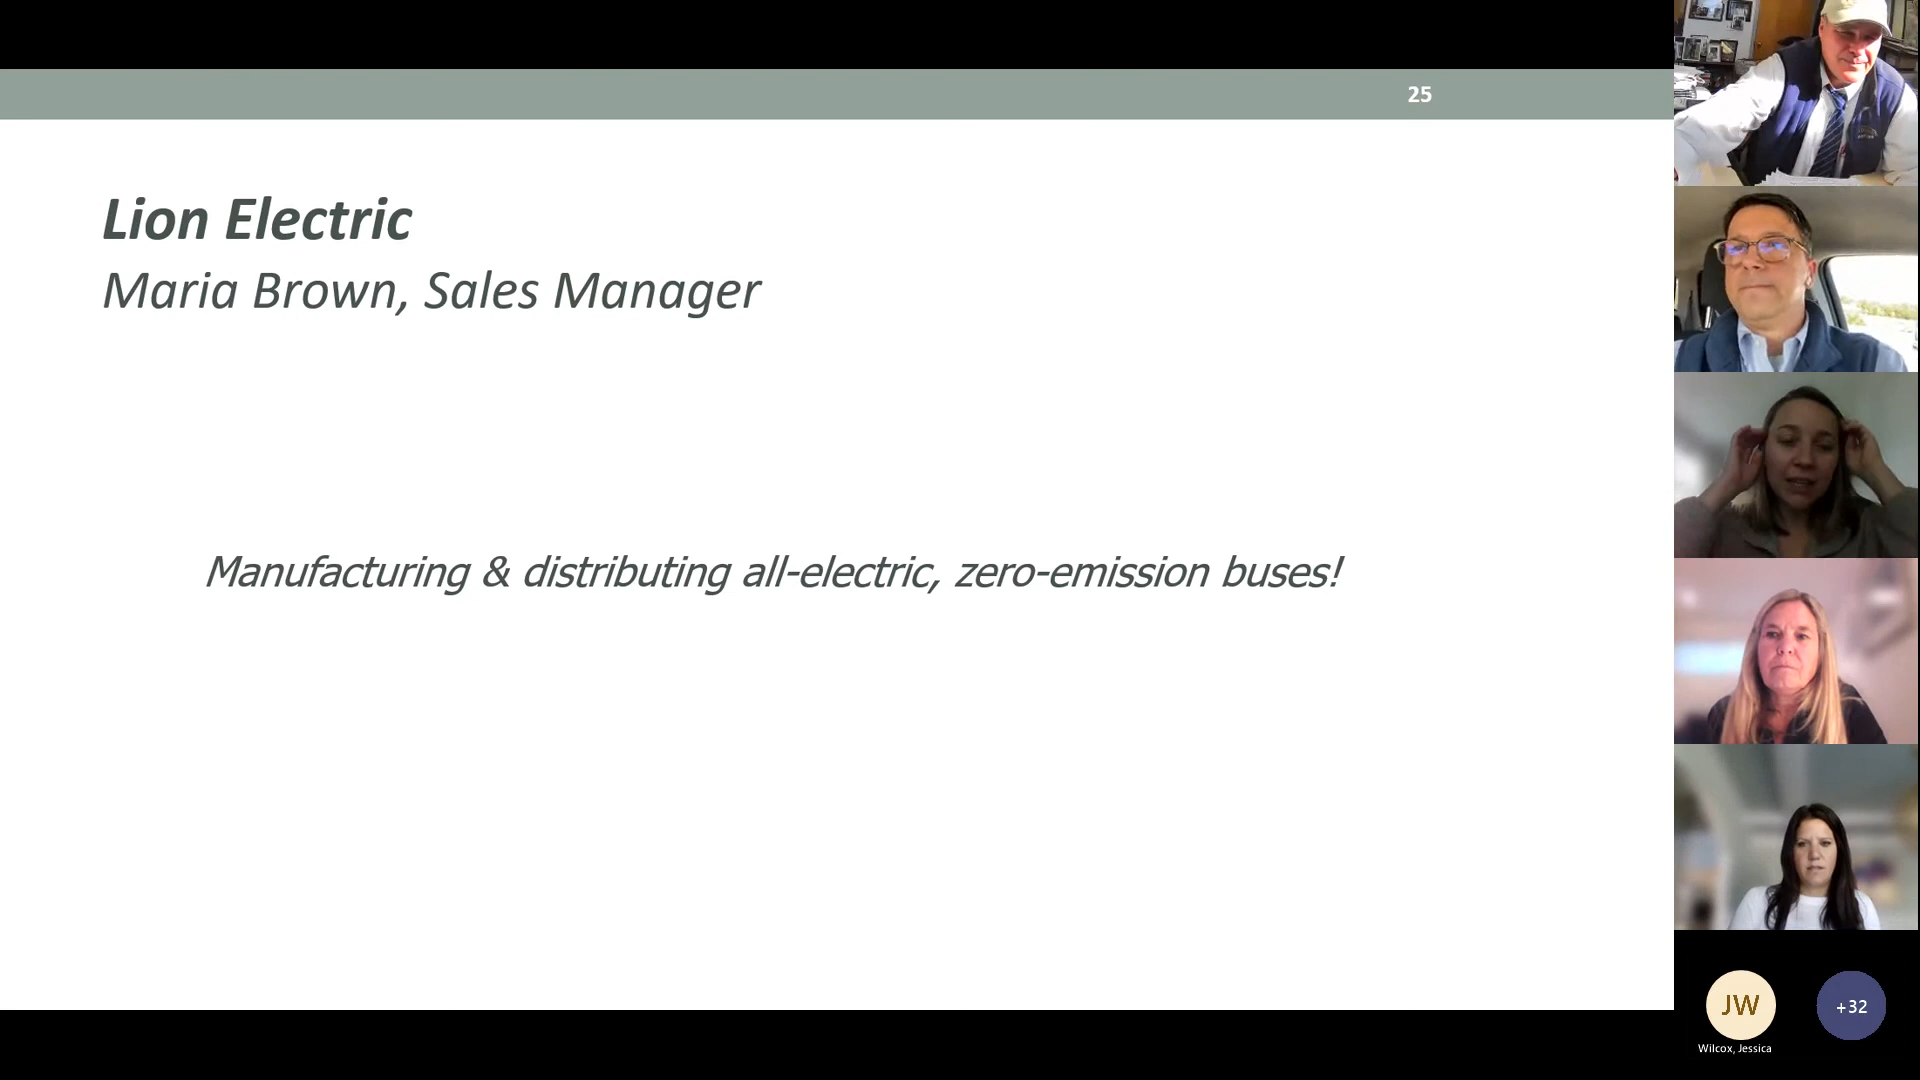 25
Lion Electric
Maria Brown, Sales Manager
Manufacturing & distributing all-electric, zero-emission buses!
JW
+32
Wilcox, Jessica